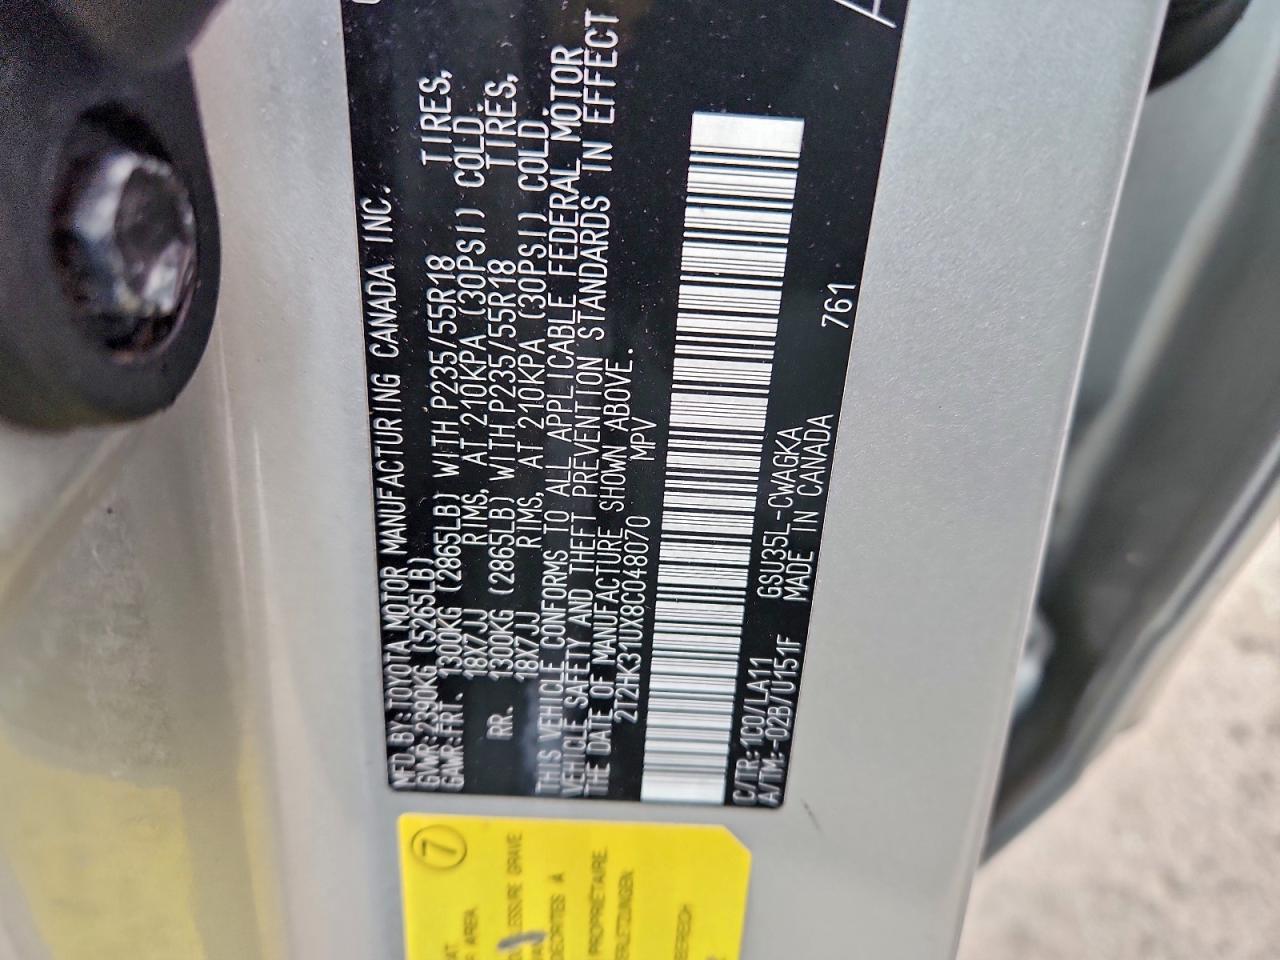 MFD BY:TOYOTA MOTOR MANUFACTURING CANADA INC.
GVWR:2390KG (5265LB)
GAWR:FRT. 1300KG (2865LB) WITH P235/55R18 TIRES,
18X7JJ RIMS, AT 210KPA (30PSI) COLD.
RR. 1300KG (2865LB) WITH P235/55R18 TIRES,
18X7JJ RIMS, AT 210KPA (30PSI) COLD.
THIS VEHICLE CONFORMS TO ALL APPLICABLE FEDERAL MOTOR
VEHICLE SAFETY AND THEFT PREVENTION STANDARDS IN EFFECT
THE DATE OF MANUFACTURE SHOWN ABOVE.
2T2HK31UX8C048070 MPV
C/TR:1C0/LA11 GSU35L-CWAGKA 761
A/TM:-02B/U151F MADE IN CANADA
7
AREA
GRAVE
A
PROPRIÉTAIRE.